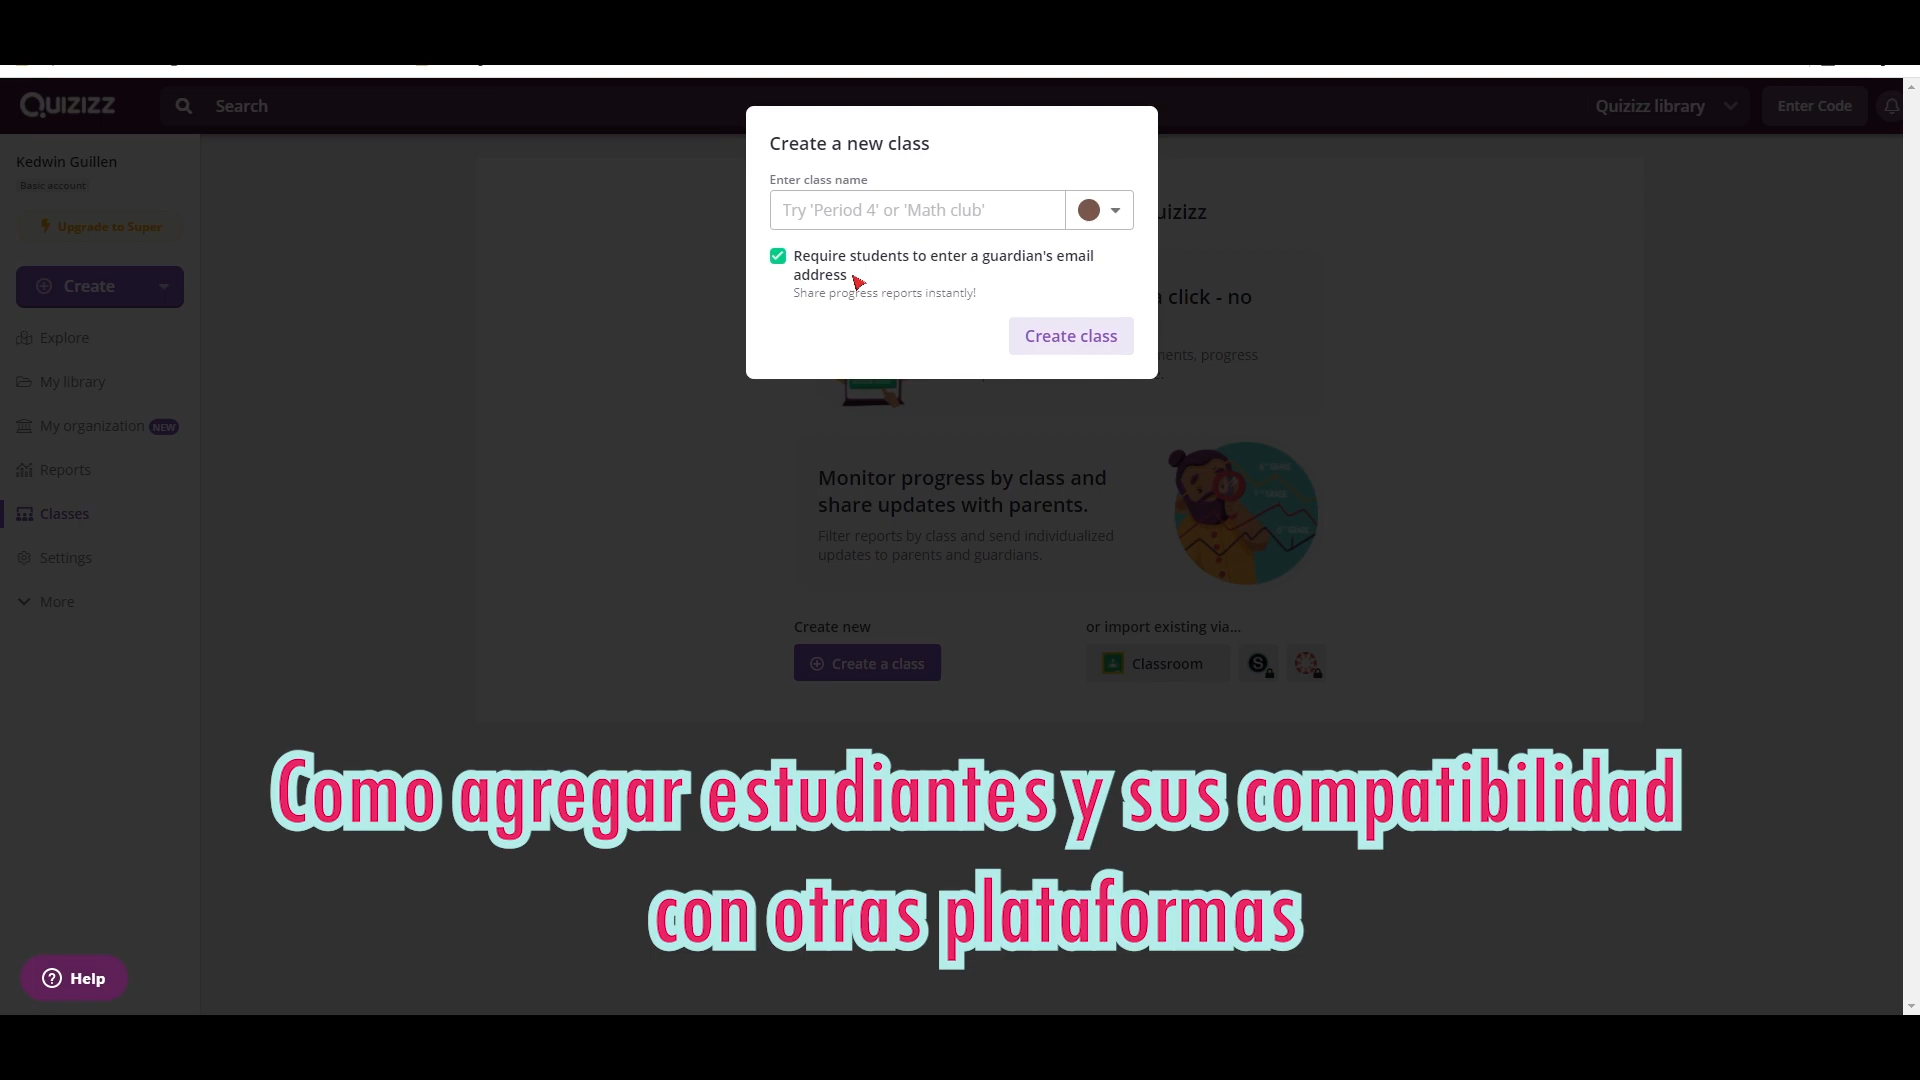 Quizizz
Search
Quizizz library
Enter Code
Kedwin Guillen
Basic account
Upgrade to Super
Create
Explore
My library
My organization NEW
Reports
Classes
Settings
More
Help
Create a new class
Enter class name
Try 'Period 4' or 'Math club'
Require students to enter a guardian's email
address
Share progress reports instantly!
Create class
uizizz
click - no
ments, progress
Monitor progress by class and
share updates with parents.
Filter reports by class and send individualized
updates to parents and guardians.
Create new
or import existing via...
Create a class
Classroom
S
Como agregar estudiantes y sus compatibilidad
con otras plataformas